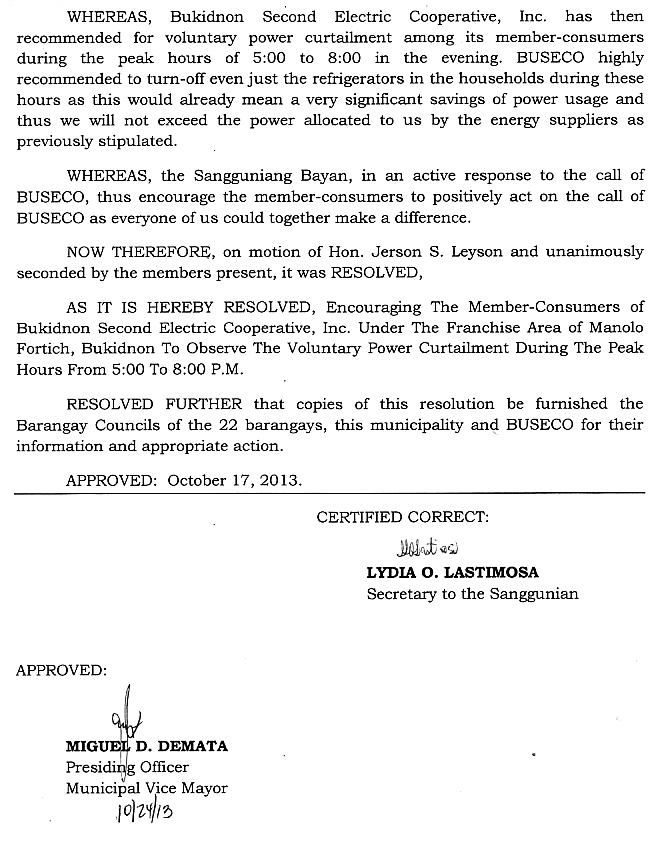 WHEREAS, Bukidnon Second Electric Cooperative, Inc. has then
recommended for voluntary power curtailment among its member-consumers
during the peak hours of 5:00 to 8:00 in the evening. BUSECO highly
recommended to turn-off even just the refrigerators in the households during these
hours as this would already mean a very significant savings of power usage and
thus we will not exceed the power allocated to us by the energy suppliers as
previously stipulated.
WHEREAS, the Sangguniang Bayan, in an active response to the call of
BUSECO, thus encourage the member-consumers to positively act on the call of
BUSECO as everyone of us could together make a difference.
NOW THEREFORE, on motion of Hon. Jerson S. Leyson and unanimously
seconded by the members present, it was RESOLVED,
AS IT IS HEREBY RESOLVED, Encouraging The Member-Consumers of
Bukidnon Second Electric Cooperative, Inc. Under The Franchise Area of Manolo
Fortich, Bukidnon To Observe The Voluntary Power Curtailment During The Peak
Hours From 5:00 To 8:00 P.M.
RESOLVED FURTHER that copies of this resolution be furnished the
Barangay Councils of the 22 barangays, this municipality and BUSECO for their
information and appropriate action.
APPROVED: October 17, 2013.
CERTIFIED CORRECT:
LYDIA O. LASTIMOSA
Secretary to the Sanggunian
APPROVED:
MIGUEL D. DEMATA
Presiding Officer
Municipal Vice Mayor
10/24/13